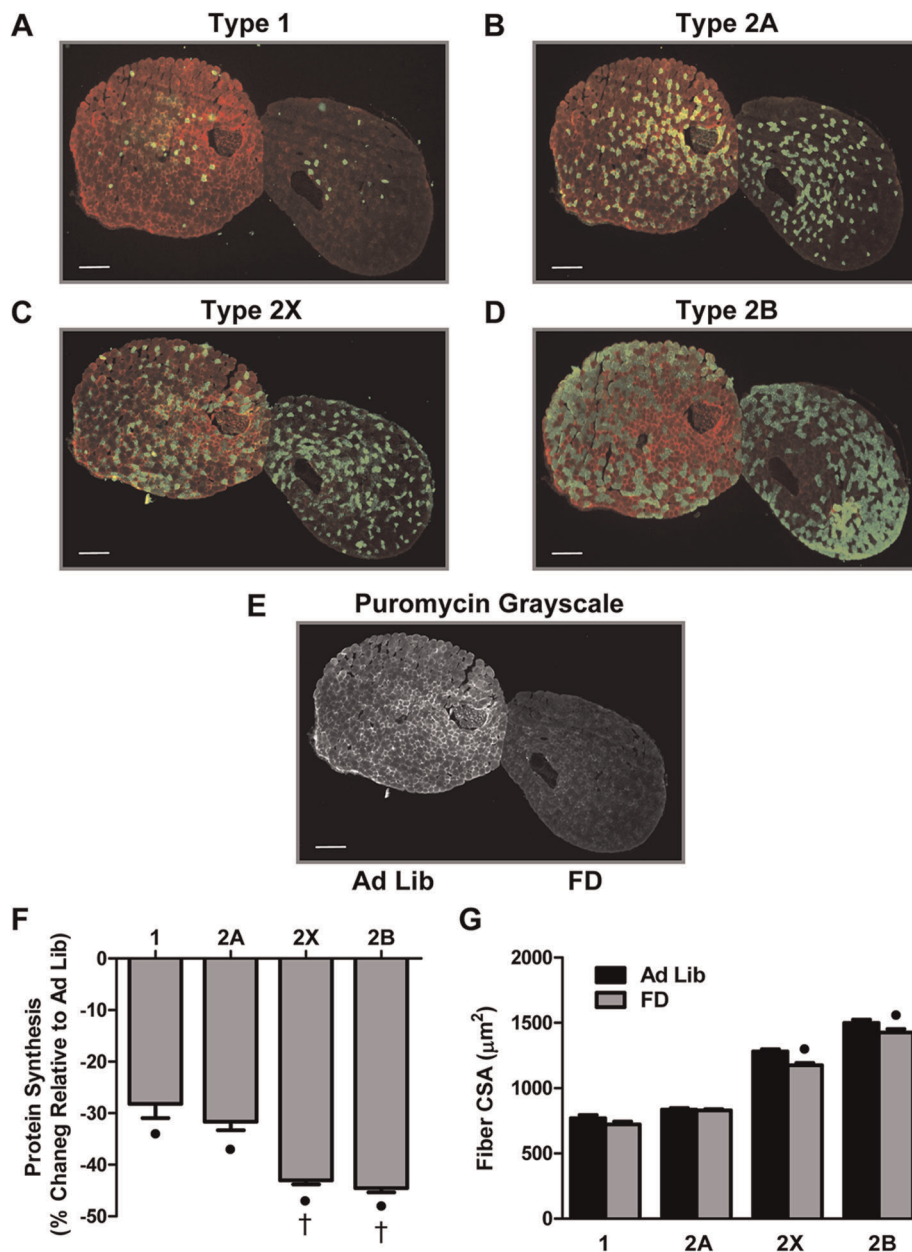 A
Type 1
B
Type 2A
C
Type 2X
D
Type 2B
E
Puromycin Grayscale
Ad Lib
FD
F
1
2A
2X
2B
Protein Synthesis
(% Chaneg Relative to Ad Lib)
0
-10
-20
-30
-40
-50
†
†
G
Ad Lib
FD
Fiber CSA (μm²)
2000
1500
1000
500
0
1
2A
2X
2B